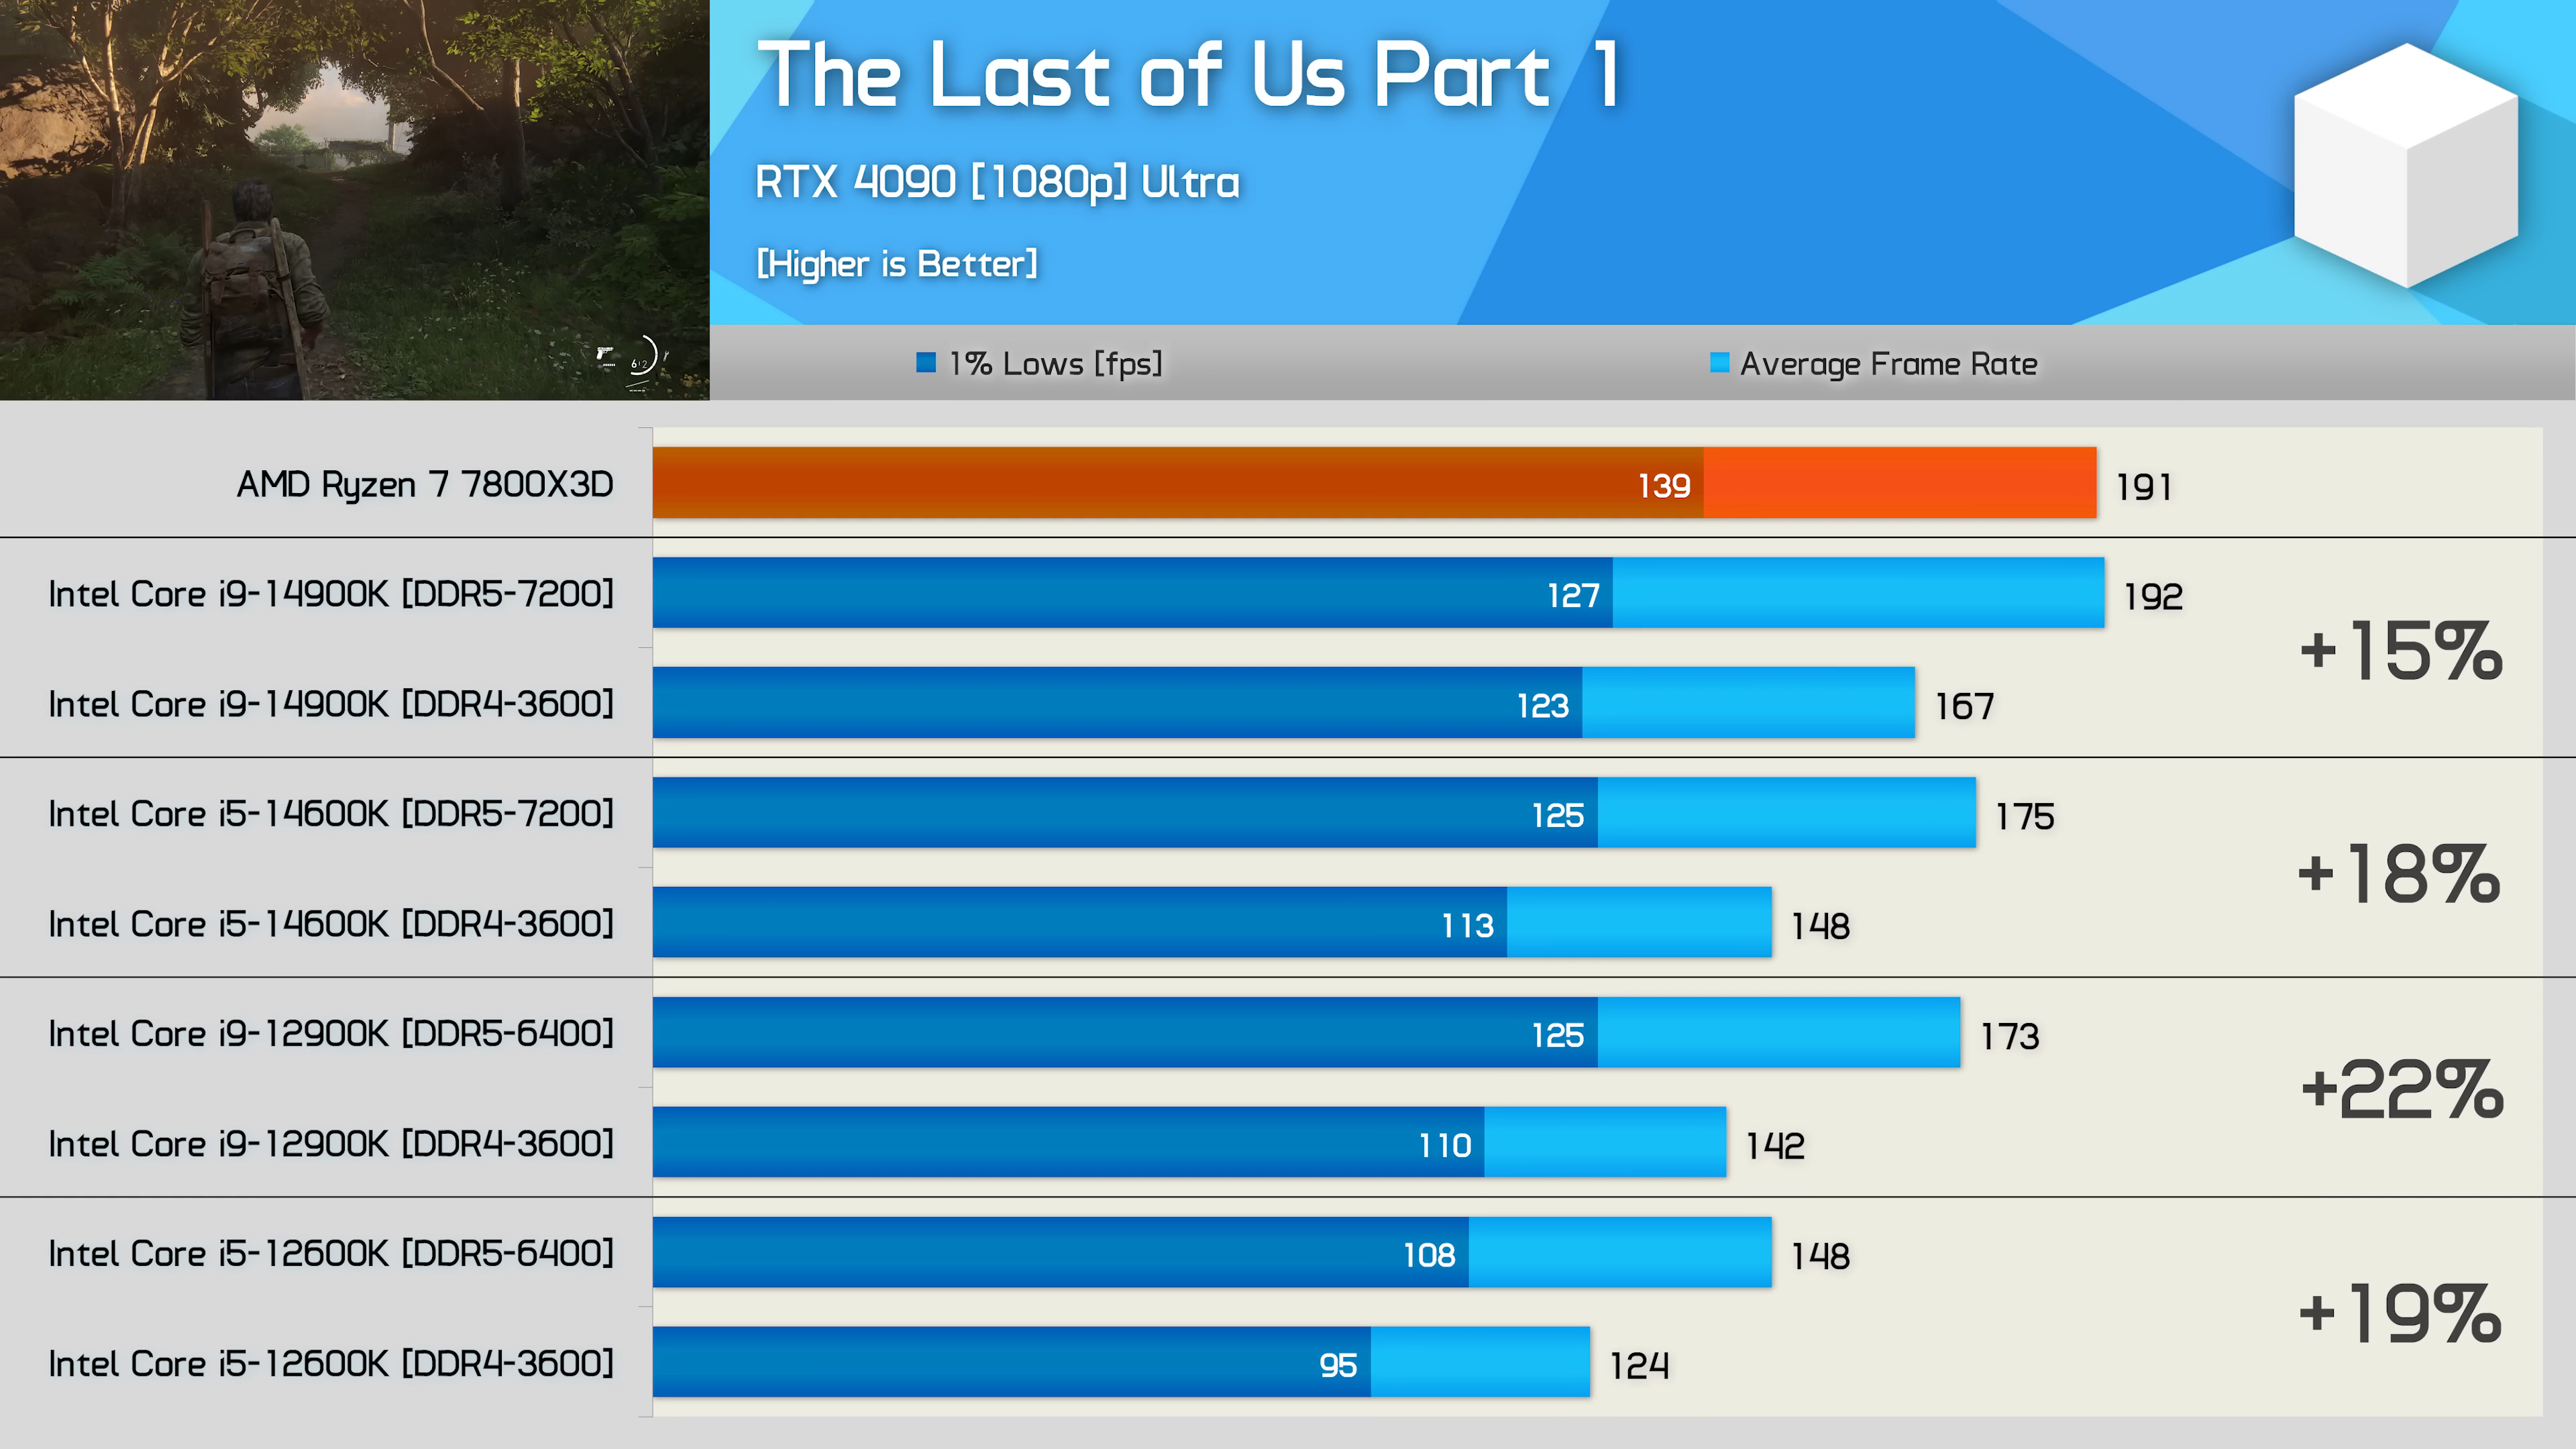 The Last of Us Part 1
RTX 4090 [1080p] Ultra
[Higher is Better]
1% Lows [fps] Average Frame Rate
AMD Ryzen 7 7800X3D 139 191
Intel Core i9-14900K [DDR5-7200] 127 192
+15%
Intel Core i9-14900K [DDR4-3600] 123 167
Intel Core i5-14600K [DDR5-7200] 125 175
+18%
Intel Core i5-14600K [DDR4-3600] 113 148
Intel Core i9-12900K [DDR5-6400] 125 173
+22%
Intel Core i9-12900K [DDR4-3600] 110 142
Intel Core i5-12600K [DDR5-6400] 108 148
+19%
Intel Core i5-12600K [DDR4-3600] 95 124